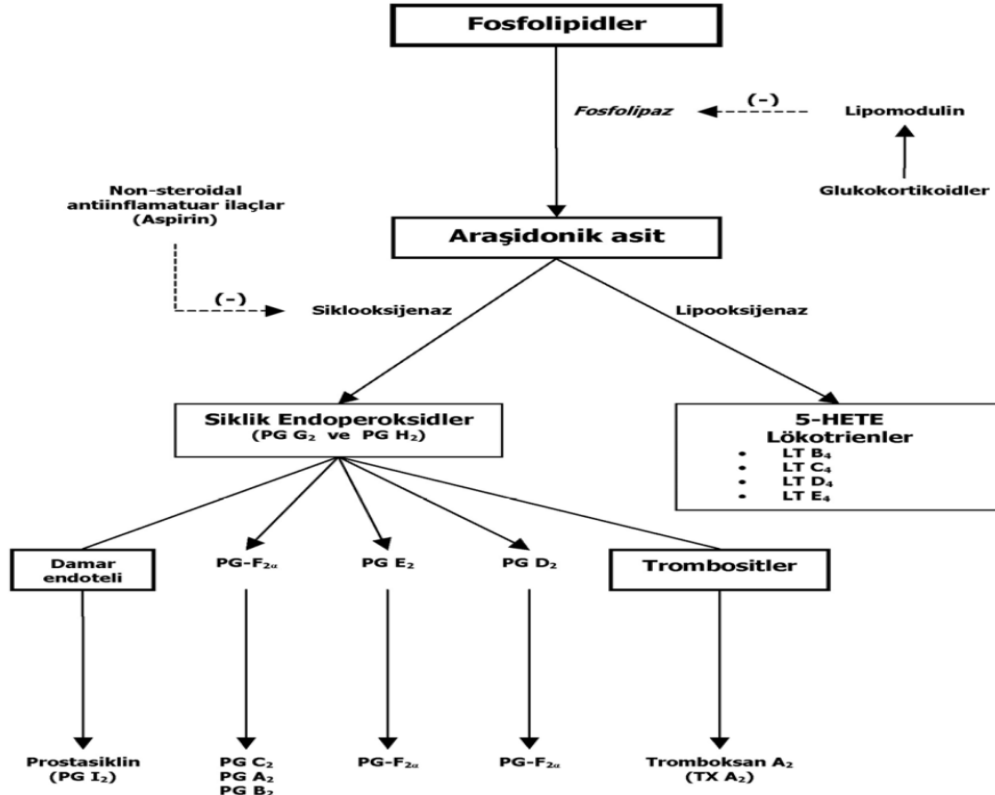 Fosfolipidler
Fosfolipaz
(-)
Lipomodulin
Glukokortikoidler
Non-steroidal
antiinflamatuar ilaçlar
(Aspirin)
Araşidonik asit
(-)
Siklooksijenaz
Lipooksijenaz
Siklik Endoperoksidler
(PG G₂ ve PG H₂)
5-HETE
Lökotrienler
• LT B₄
• LT C₄
• LT D₄
• LT E₄
Damar
endoteli
PG-F₂α
PG E₂
PG D₂
Trombositler
Prostasiklin
(PG I₂)
PG C₂
PG A₂
PG B₂
PG-F₂α
PG-F₂α
Tromboksan A₂
(TX A₂)